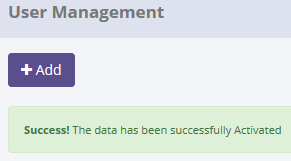 User Management
+ Add
Success! The data has been successfully Activated